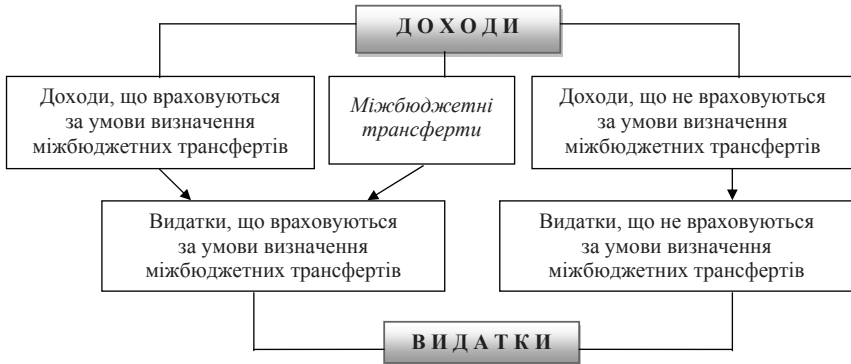 ДОХОДИ
Доходи, що враховуються
за умови визначення
міжбюджетних трансфертів
Міжбюджетні
трансферти
Доходи, що не враховуються
за умови визначення
міжбюджетних трансфертів
Видатки, що враховуються
за умови визначення
міжбюджетних трансфертів
Видатки, що не враховуються
за умови визначення
міжбюджетних трансфертів
ВИДАТКИ